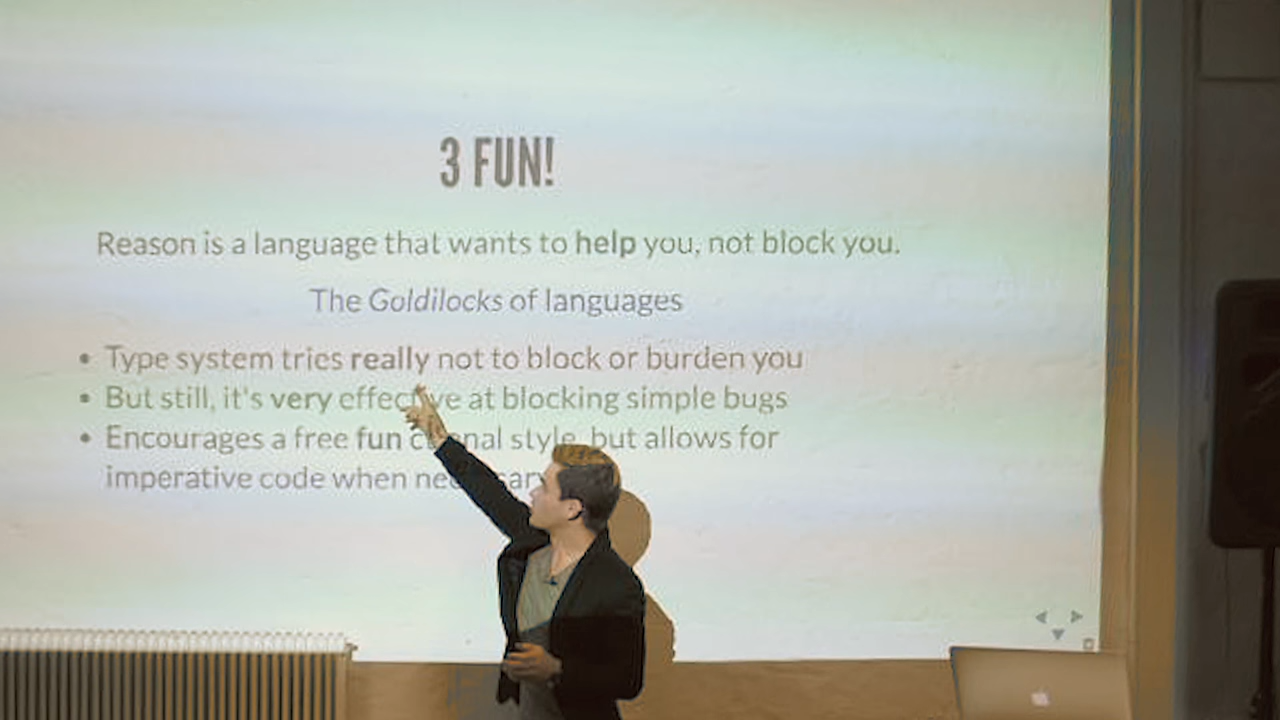 3 FUN!
Reason is a language that wants to help you, not block you.
The Goldilocks of languages
• Type system tries really not to block or burden you
• But still, it's very effective at blocking simple bugs
• Encourages a free fun style, but allows for
imperative code when